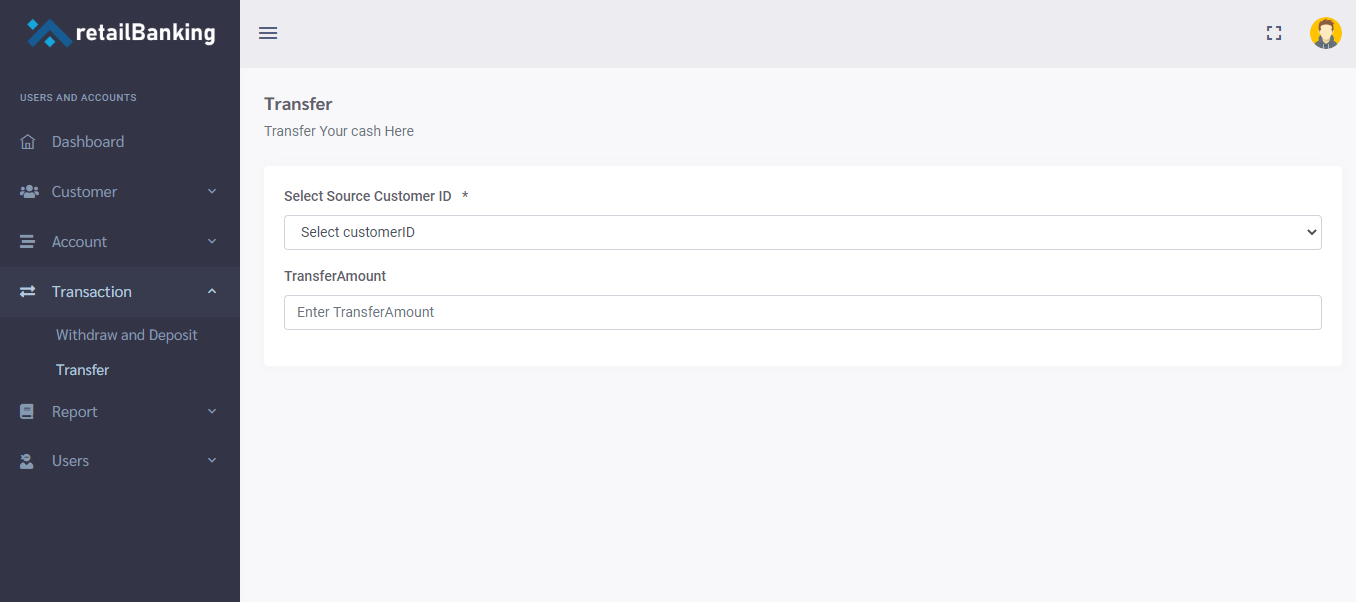 retailBanking
USERS AND ACCOUNTS
Dashboard
Customer
Account
Transaction
Withdraw and Deposit
Transfer
Report
Users
Transfer
Transfer Your cash Here
Select Source Customer ID *
Select customerID
TransferAmount
Enter TransferAmount